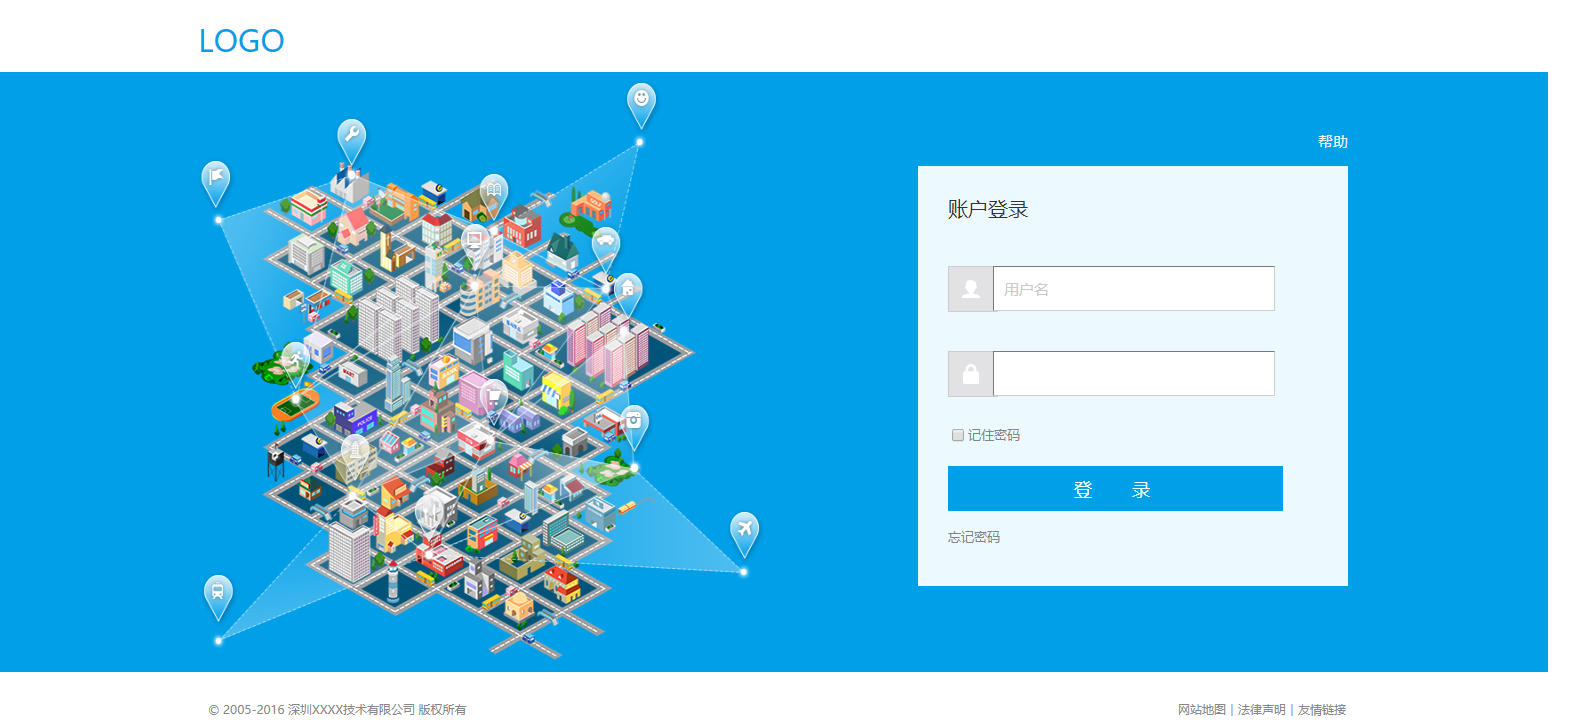 LOGO
帮助
账户登录
用户名
记住密码
登 录
忘记密码
© 2005-2016 深圳XXXX技术有限公司 版权所有
网站地图 | 法律声明 | 友情链接